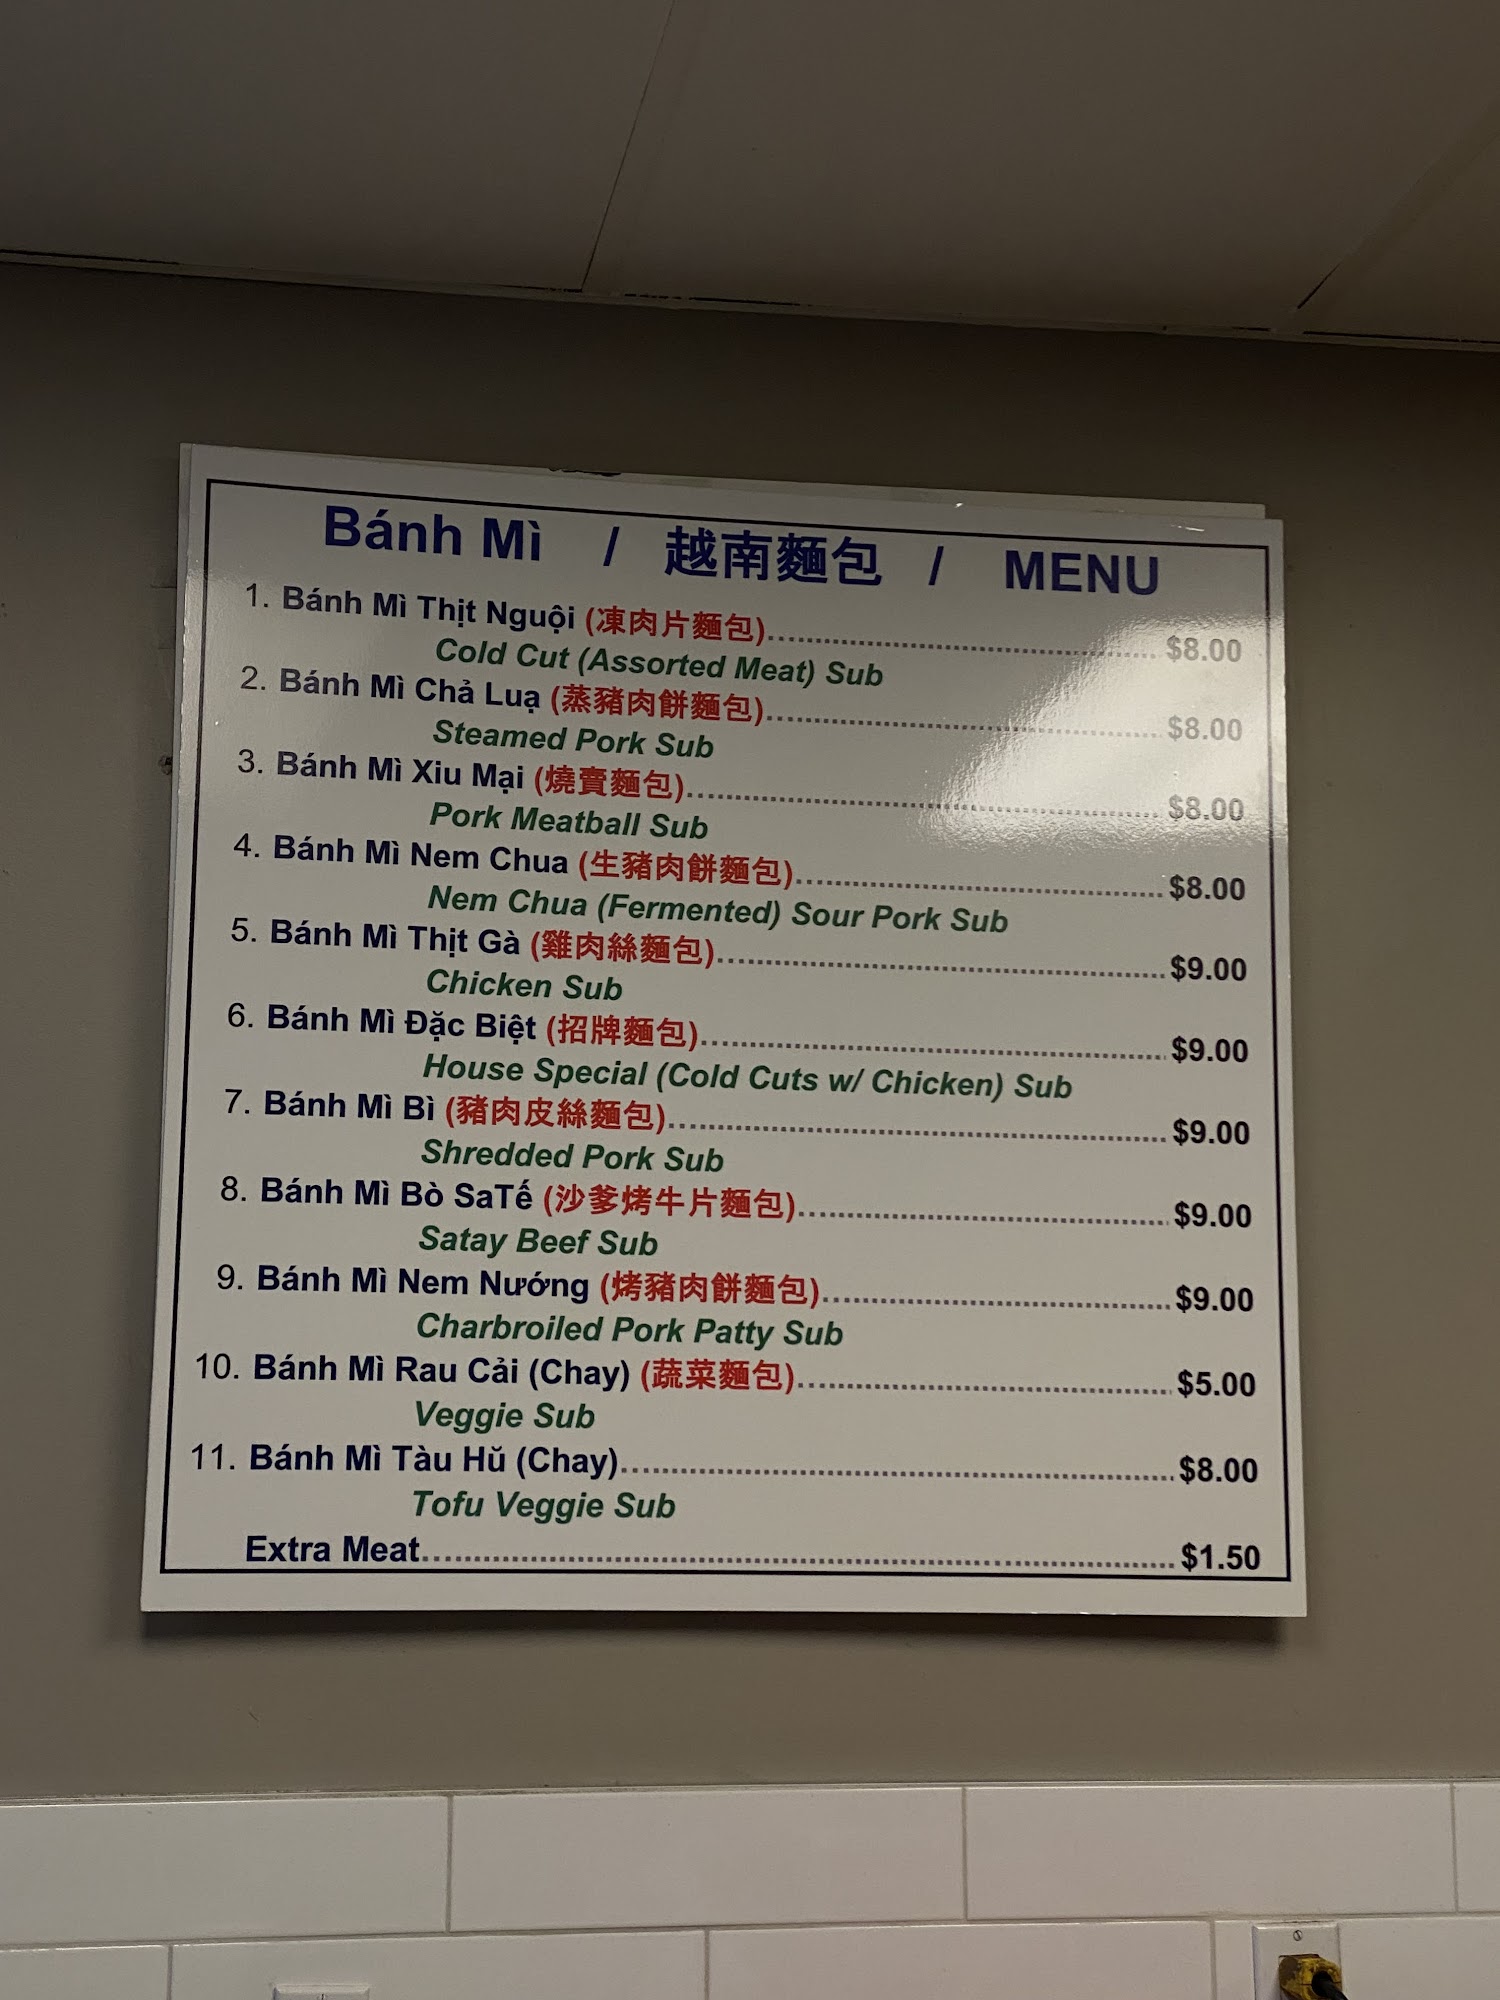 Bánh Mì / 越南麵包 / MENU
1. Bánh Mì Thịt Nguội (凍肉片麵包)........ $8.00
Cold Cut (Assorted Meat) Sub
2. Bánh Mì Chả Luạ (蒸豬肉餅麵包)........ $8.00
Steamed Pork Sub
3. Bánh Mì Xiu Mại (燒賣麵包)........ $8.00
Pork Meatball Sub
4. Bánh Mì Nem Chua (生豬肉餅麵包)........ $8.00
Nem Chua (Fermented) Sour Pork Sub
5. Bánh Mì Thịt Gà (雞肉絲麵包)........ $9.00
Chicken Sub
6. Bánh Mì Đặc Biệt (招牌麵包)........ $9.00
House Special (Cold Cuts w/ Chicken) Sub
7. Bánh Mì Bì (豬肉皮絲麵包)........ $9.00
Shredded Pork Sub
8. Bánh Mì Bò SaTế (沙爹烤牛片麵包)........ $9.00
Satay Beef Sub
9. Bánh Mì Nem Nướng (烤豬肉餅麵包)........ $9.00
Charbroiled Pork Patty Sub
10. Bánh Mì Rau Cải (Chay) (蔬菜麵包)........ $5.00
Veggie Sub
11. Bánh Mì Tàu Hŭ (Chay)........ $8.00
Tofu Veggie Sub
Extra Meat........ $1.50